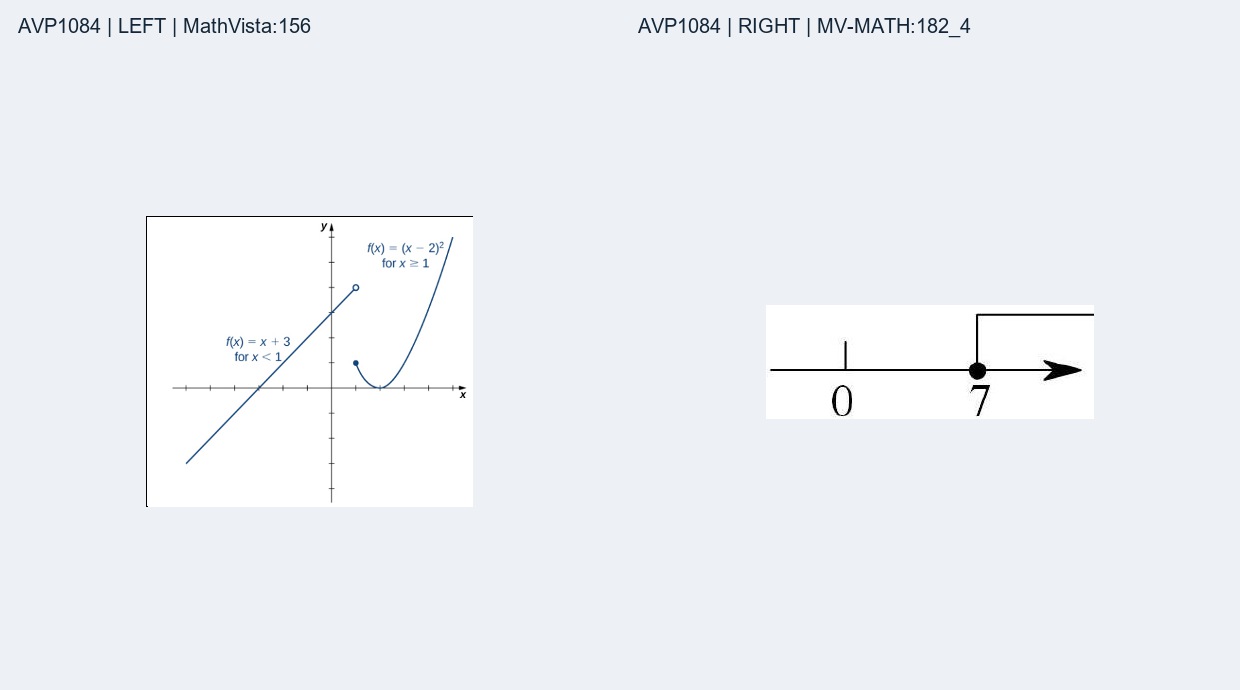 AVP1084 | LEFT | MathVista:156
AVP1084 | RIGHT | MV-MATH:182_4
y
f(x) = (x − 2)²
for x ≥ 1
f(x) = x + 3
for x < 1
x
0 7